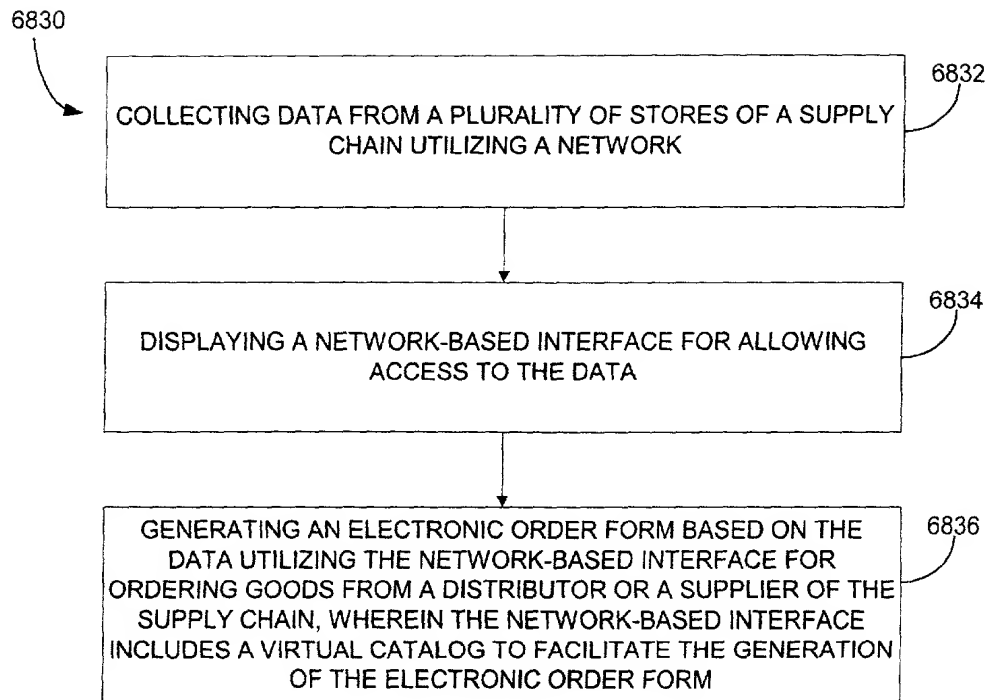 6830
6832
COLLECTING DATA FROM A PLURALITY OF STORES OF A SUPPLY
CHAIN UTILIZING A NETWORK
6834
DISPLAYING A NETWORK-BASED INTERFACE FOR ALLOWING
ACCESS TO THE DATA
6836
GENERATING AN ELECTRONIC ORDER FORM BASED ON THE
DATA UTILIZING THE NETWORK-BASED INTERFACE FOR
ORDERING GOODS FROM A DISTRIBUTOR OR A SUPPLIER OF THE
SUPPLY CHAIN, WHEREIN THE NETWORK-BASED INTERFACE
INCLUDES A VIRTUAL CATALOG TO FACILITATE THE GENERATION
OF THE ELECTRONIC ORDER FORM